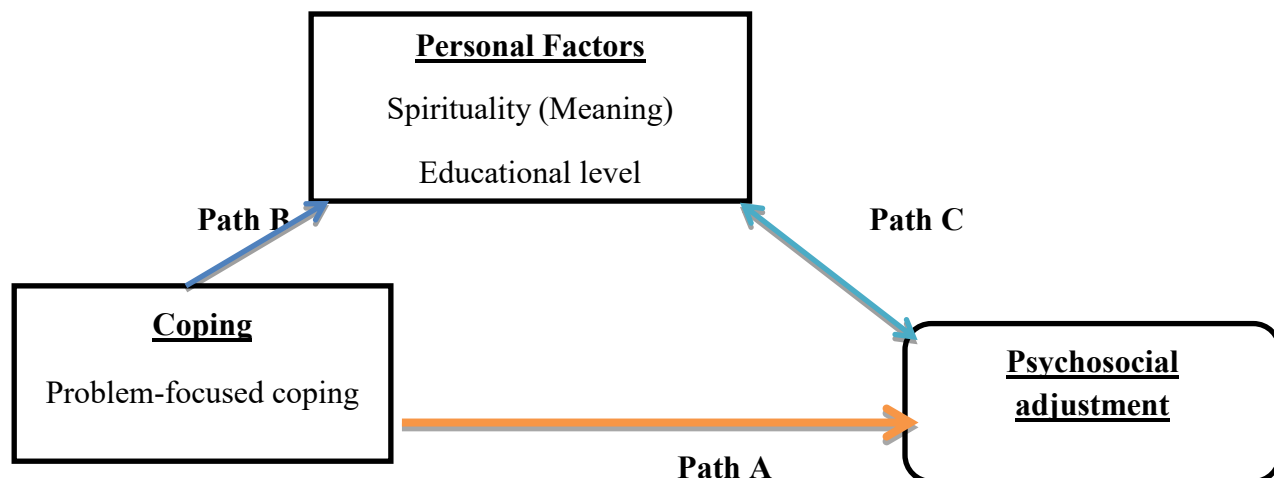 Personal Factors
Spirituality (Meaning)
Educational level
Path B
Path C
Coping
Problem-focused coping
Psychosocial
adjustment
Path A